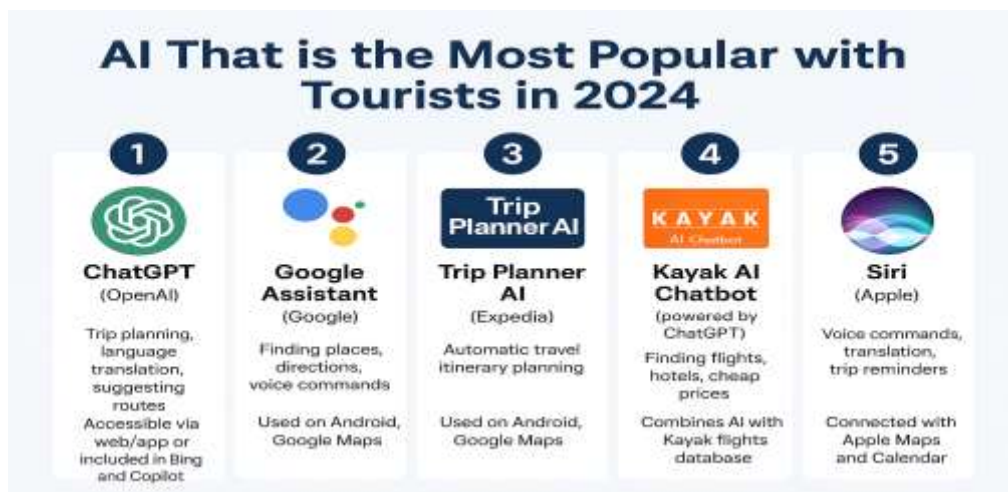 AI That is the Most Popular with
Tourists in 2024
1
ChatGPT
(OpenAI)
Trip planning,
language
translation,
suggesting
routes
Accessible via
web/app or
included in Bing
and Copilot
2
Google
Assistant
(Google)
Finding places,
directions,
voice commands
Used on Android,
Google Maps
3
Trip
Planner AI
Trip Planner
AI
(Expedia)
Automatic travel
itinerary planning
Used on Android,
Google Maps
4
KAYAK
AI Chatbot
Kayak AI
Chatbot
(powered by
ChatGPT)
Finding flights,
hotels, cheap
prices
Combines AI with
Kayak flights
database
5
Siri
(Apple)
Voice commands,
translation,
trip reminders
Connected with
Apple Maps
and Calendar